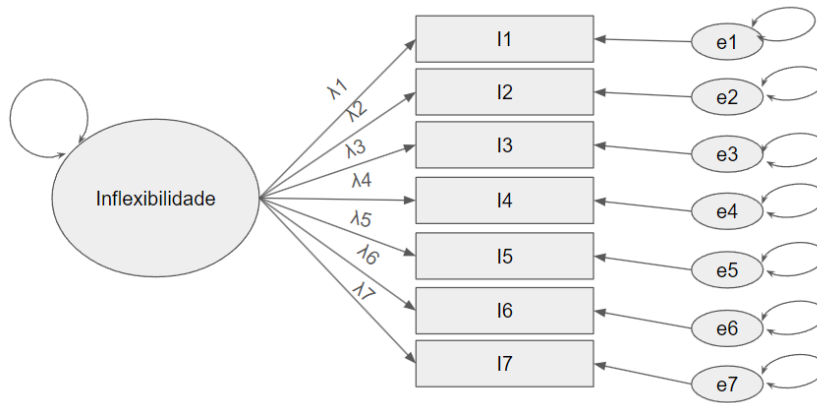 I1
e1
λ1
I2
e2
λ2
I3
e3
λ3
Inflexibilidade
λ4
I4
e4
λ5
I5
e5
λ6
I6
e6
λ7
I7
e7